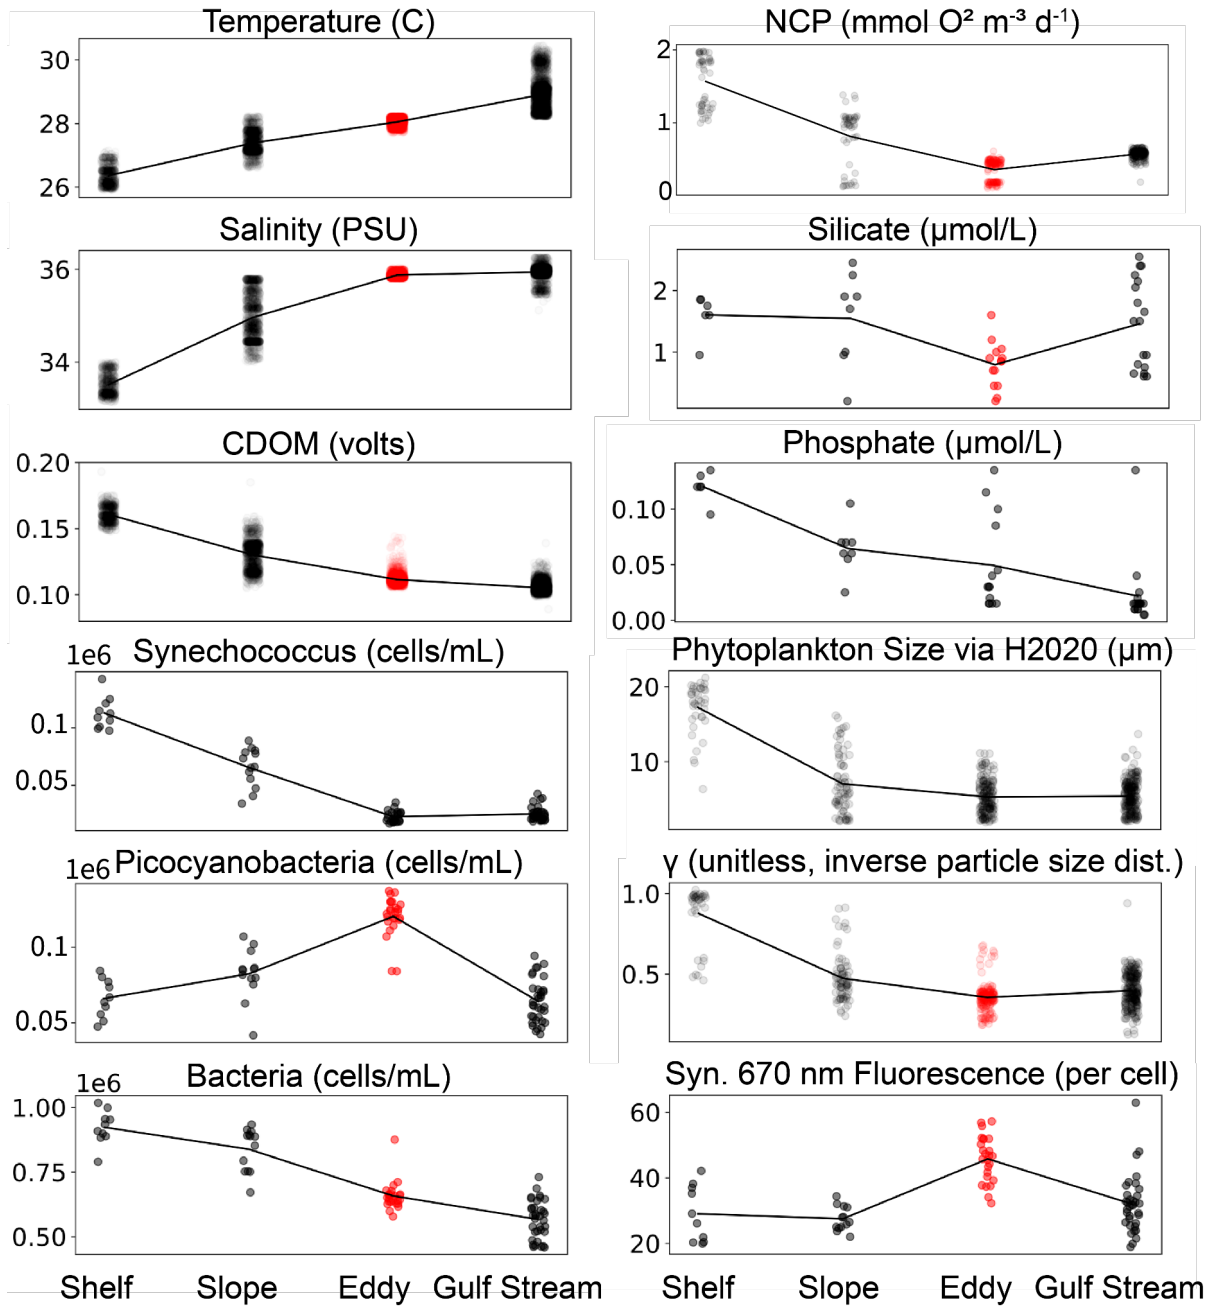 Temperature (C)
30
28
26
NCP (mmol O² m⁻³ d⁻¹)
2
1
0
Salinity (PSU)
36
34
Silicate (µmol/L)
2
1
CDOM (volts)
0.20
0.15
0.10
Phosphate (µmol/L)
0.10
0.05
0.00
1e6
Synechococcus (cells/mL)
0.1
0.05
Phytoplankton Size via H2020 (µm)
20
10
1e6
Picocyanobacteria (cells/mL)
0.1
0.05
γ (unitless, inverse particle size dist.)
1.0
0.5
1e6
Bacteria (cells/mL)
1.00
0.75
0.50
Syn. 670 nm Fluorescence (per cell)
60
40
20
Shelf Slope Eddy Gulf Stream
Shelf Slope Eddy Gulf Stream